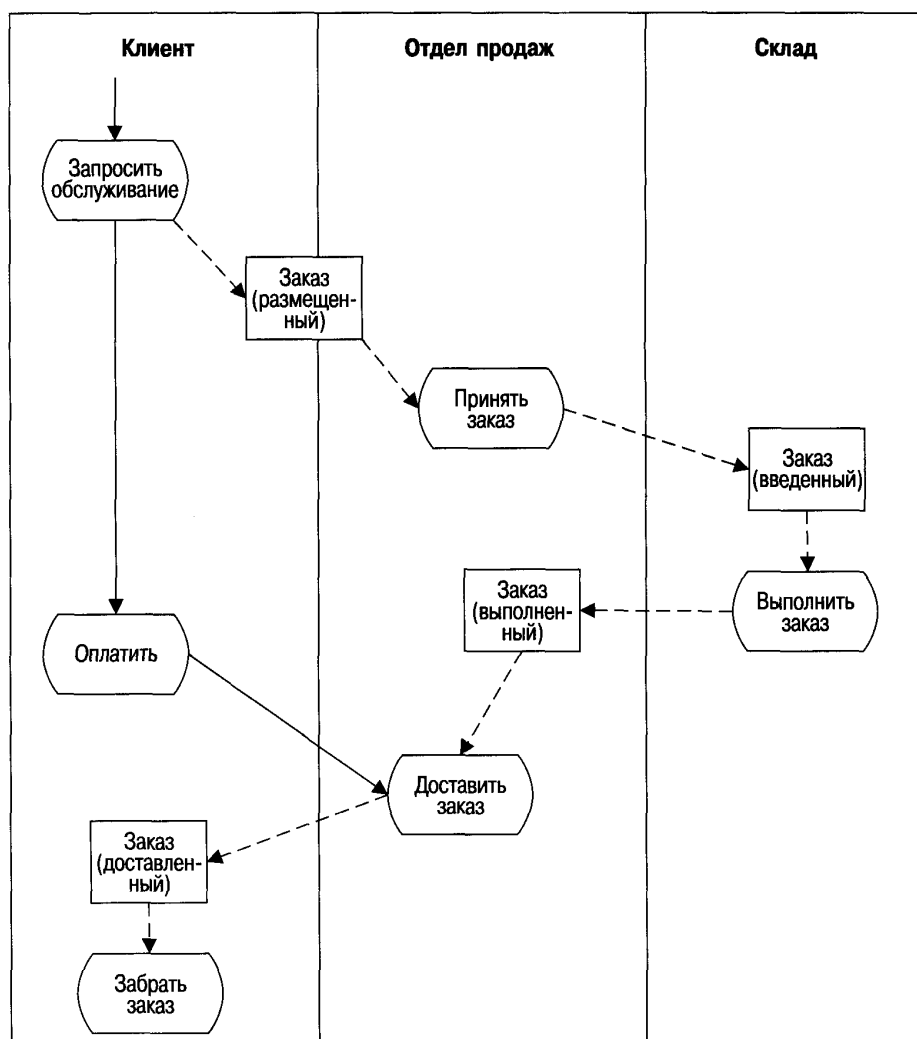 Клиент
Отдел продаж
Склад
Запросить
обслуживание
Заказ
(размещен-
ный)
Принять
заказ
Заказ
(введенный)
Заказ
(выполнен-
ный)
Выполнить
заказ
Оплатить
Доставить
заказ
Заказ
(доставлен-
ный)
Забрать
заказ